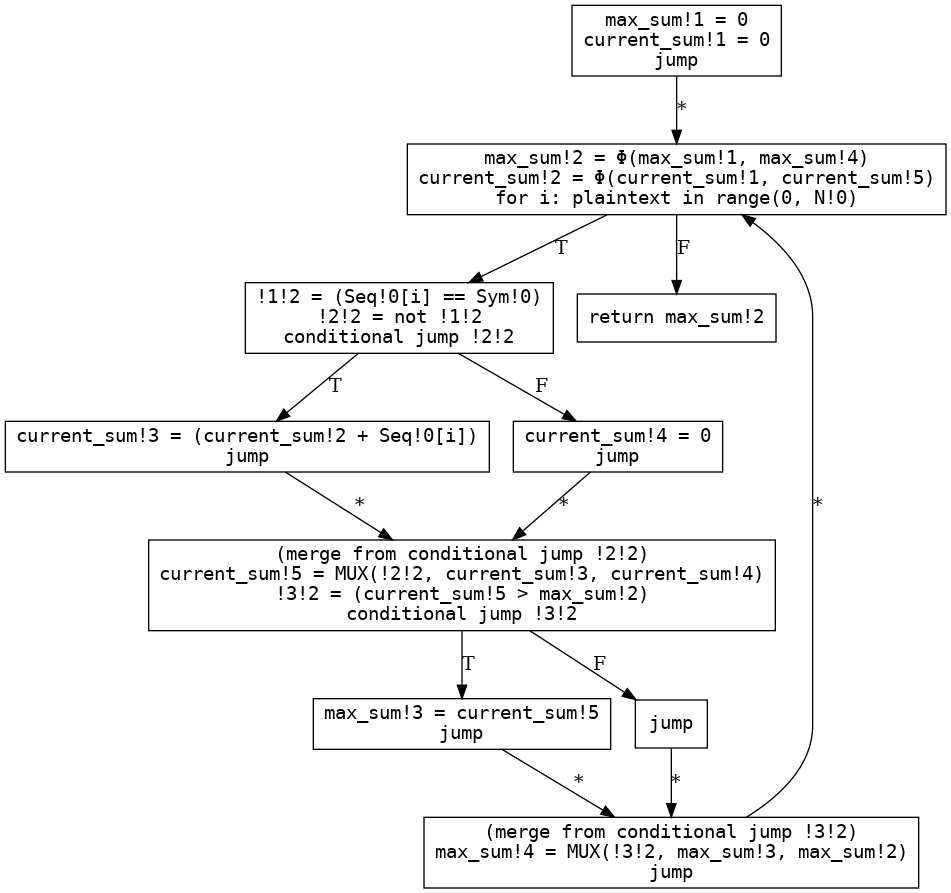 max_sum!1 = 0
current_sum!1 = 0
jump
*
max_sum!2 = Φ(max_sum!1, max_sum!4)
current_sum!2 = Φ(current_sum!1, current_sum!5)
for i: plaintext in range(0, N!0)
T
F
!1!2 = (Seq!0[i] == Sym!0)
!2!2 = not !1!2
conditional jump !2!2
return max_sum!2
T
F
current_sum!3 = (current_sum!2 + Seq!0[i])
jump
current_sum!4 = 0
jump
*
*
*
(merge from conditional jump !2!2)
current_sum!5 = MUX(!2!2, current_sum!3, current_sum!4)
!3!2 = (current_sum!5 > max_sum!2)
conditional jump !3!2
T
F
max_sum!3 = current_sum!5
jump
jump
*
*
(merge from conditional jump !3!2)
max_sum!4 = MUX(!3!2, max_sum!3, max_sum!2)
jump